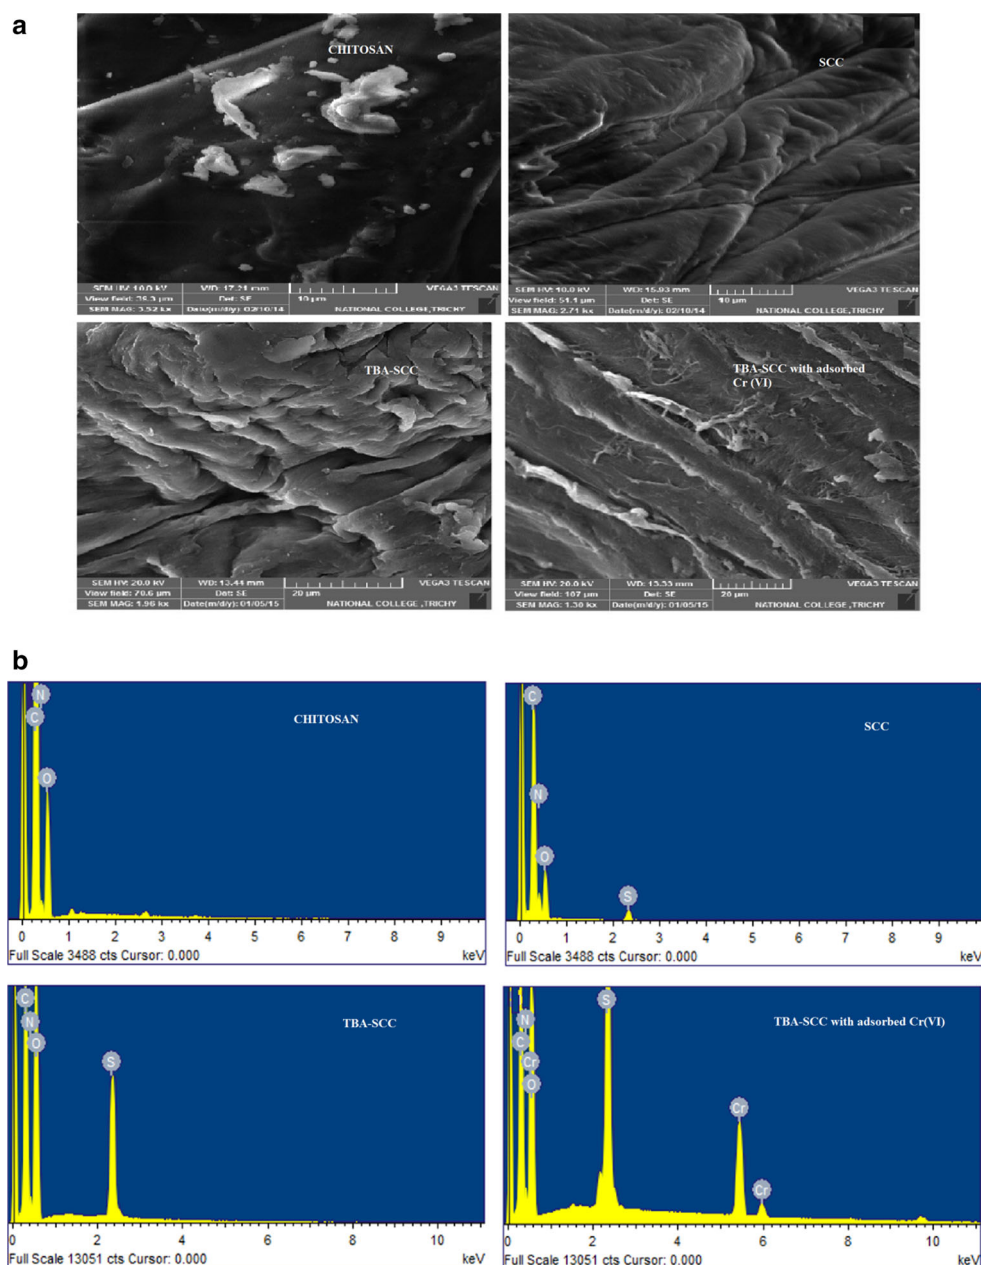 a
CHITOSAN
SEM HV: 10.0 kV WD: 17.21 mm VEGA3 TESCAN
View field: 39.3 µm Det: SE 10 µm
SEM MAG: 3.52 kx Date(m/d/y): 02/10/14 NATIONAL COLLEGE,TRICHY
SCC
SEM HV: 10.0 kV WD: 15.93 mm VEGA3 TESCAN
View field: 51.1 µm Det: SE 10 µm
SEM MAG: 2.71 kx Date(m/d/y): 02/10/14 NATIONAL COLLEGE,TRICHY
TBA-SCC
SEM HV: 20.0 kV WD: 13.44 mm VEGA3 TESCAN
View field: 70.6 µm Det: SE 20 µm
SEM MAG: 1.96 kx Date(m/d/y): 01/05/15 NATIONAL COLLEGE ,TRICHY
TBA-SCC with adsorbed
Cr (VI)
SEM HV: 20.0 kV WD: 13.33 mm VEGA3 TESCAN
View field: 107 µm Det: SE 20 µm
SEM MAG: 1.30 kx Date(m/d/y): 01/05/15 NATIONAL COLLEGE ,TRICHY
b
N
C
O
CHITOSAN
0 1 2 3 4 5 6 7 8 9
Full Scale 3488 cts Cursor: 0.000 keV
C
N
O
S
SCC
0 1 2 3 4 5 6 7 8 9
Full Scale 3488 cts Cursor: 0.000 keV
C
N
O
S
TBA-SCC
0 2 4 6 8 10
Full Scale 13051 cts Cursor: 0.000 keV
S
N
C
Cr
O
Cr
Cr
TBA-SCC with adsorbed Cr(VI)
0 2 4 6 8 10
Full Scale 13051 cts Cursor: 0.000 keV